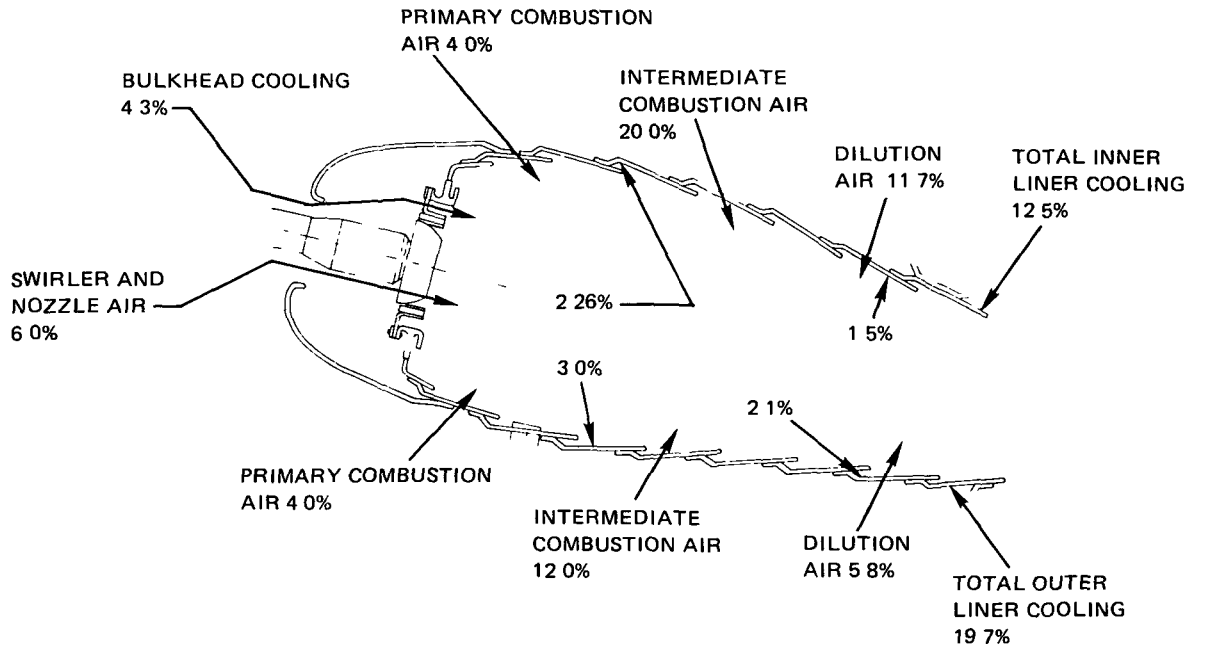 PRIMARY COMBUSTION
AIR 4 0%
BULKHEAD COOLING
4 3%
INTERMEDIATE
COMBUSTION AIR
20 0%
DILUTION
AIR 11 7%
TOTAL INNER
LINER COOLING
12 5%
SWIRLER AND
NOZZLE AIR
6 0%
2 26%
1 5%
3 0%
2 1%
PRIMARY COMBUSTION
AIR 4 0%
INTERMEDIATE
COMBUSTION AIR
12 0%
DILUTION
AIR 5 8%
TOTAL OUTER
LINER COOLING
19 7%